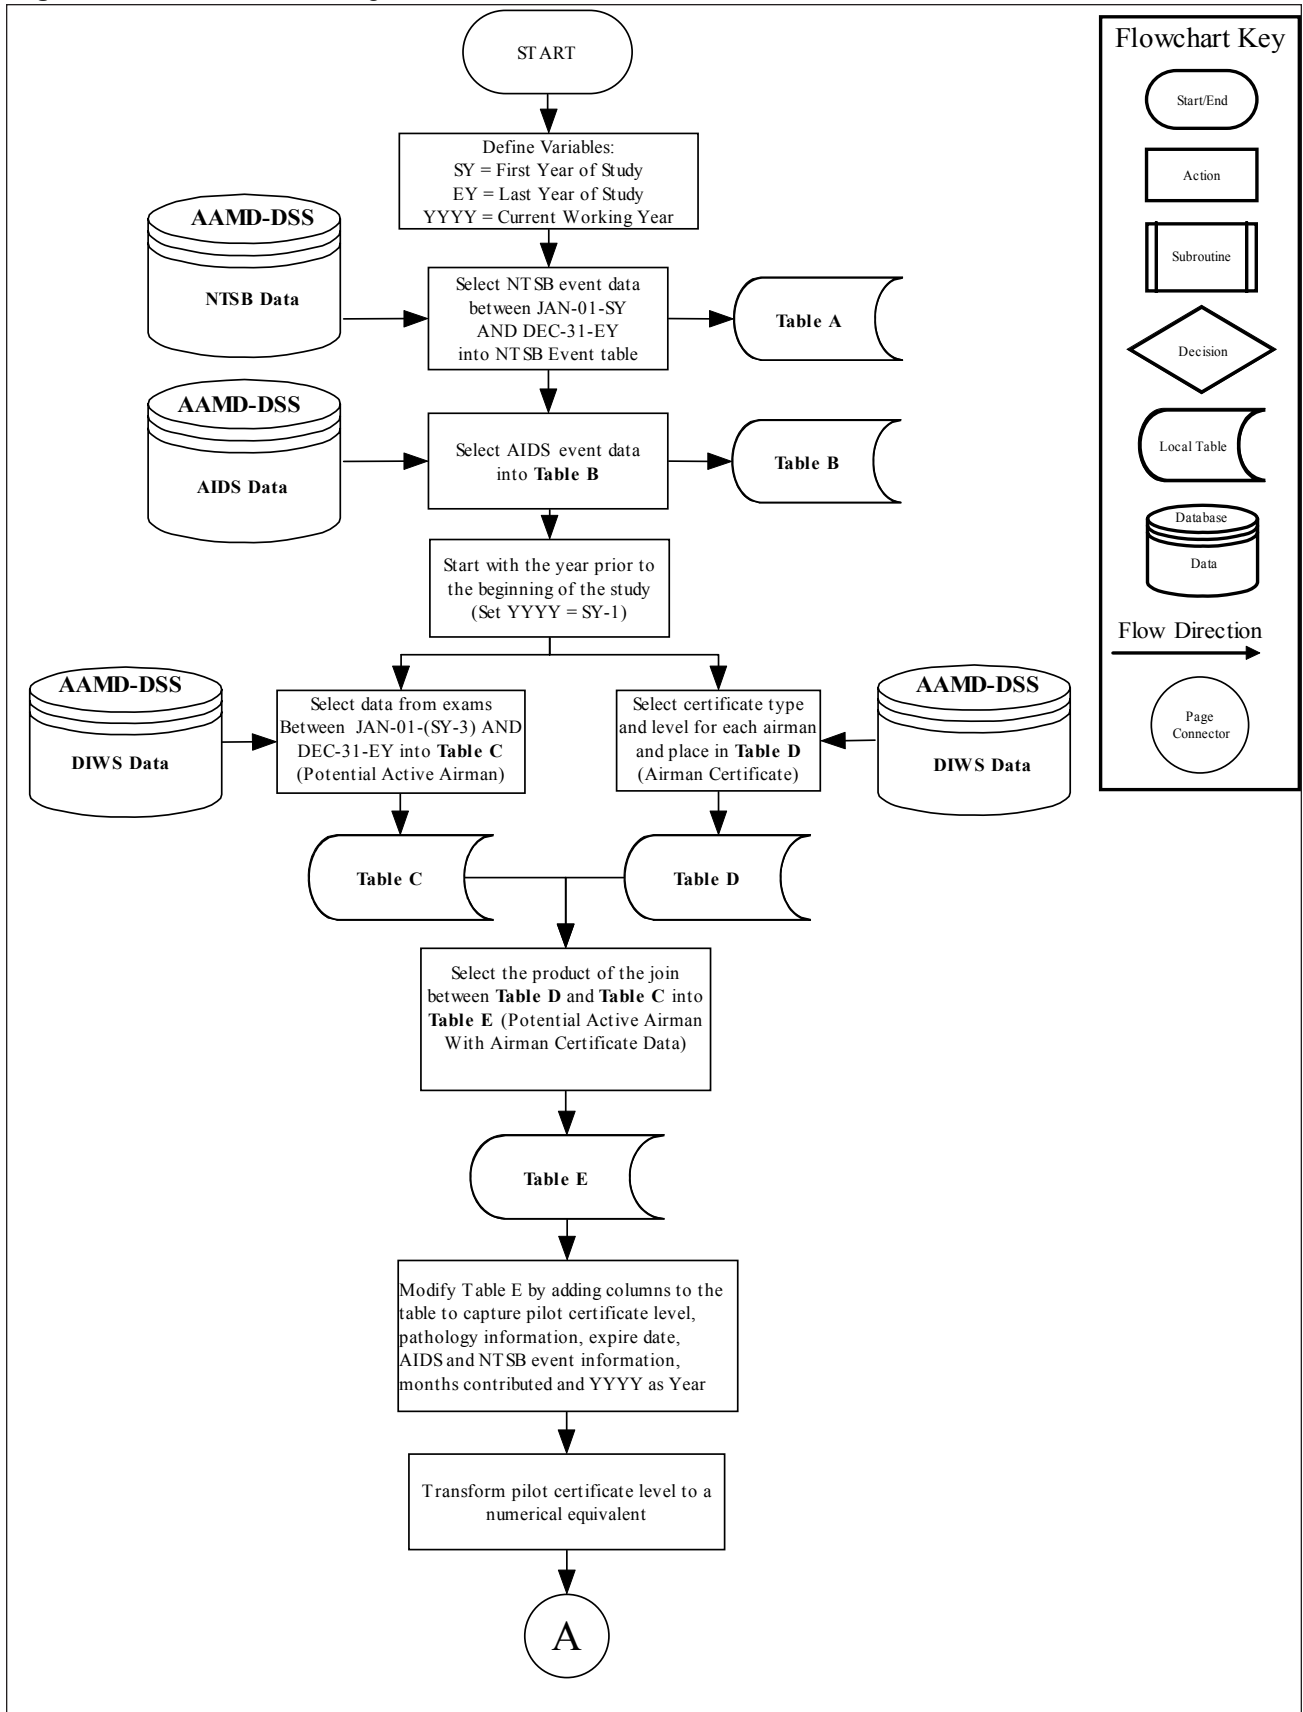 START
Define Variables:
SY = First Year of Study
EY = Last Year of Study
YYYY = Current Working Year
AAMD-DSS
NTSB Data
Select NTSB event data
between JAN-01-SY
AND DEC-31-EY
into NTSB Event table
Table A
AAMD-DSS
AIDS Data
Select AIDS event data
into Table B
Table B
Start with the year prior to
the beginning of the study
(Set YYYY = SY-1)
AAMD-DSS
DIWS Data
Select data from exams
Between JAN-01-(SY-3) AND
DEC-31-EY into Table C
(Potential Active Airman)
Select certificate type
and level for each airman
and place in Table D
(Airman Certificate)
AAMD-DSS
DIWS Data
Table C
Table D
Select the product of the join
between Table D and Table C into
Table E (Potential Active Airman
With Airman Certificate Data)
Table E
Modify Table E by adding columns to the
table to capture pilot certificate level,
pathology information, expire date,
AIDS and NTSB event information,
months contributed and YYYY as Year
Transform pilot certificate level to a
numerical equivalent
A
Flowchart Key
Start/End
Action
Subroutine
Decision
Local Table
Database
Data
Flow Direction
Page
Connector